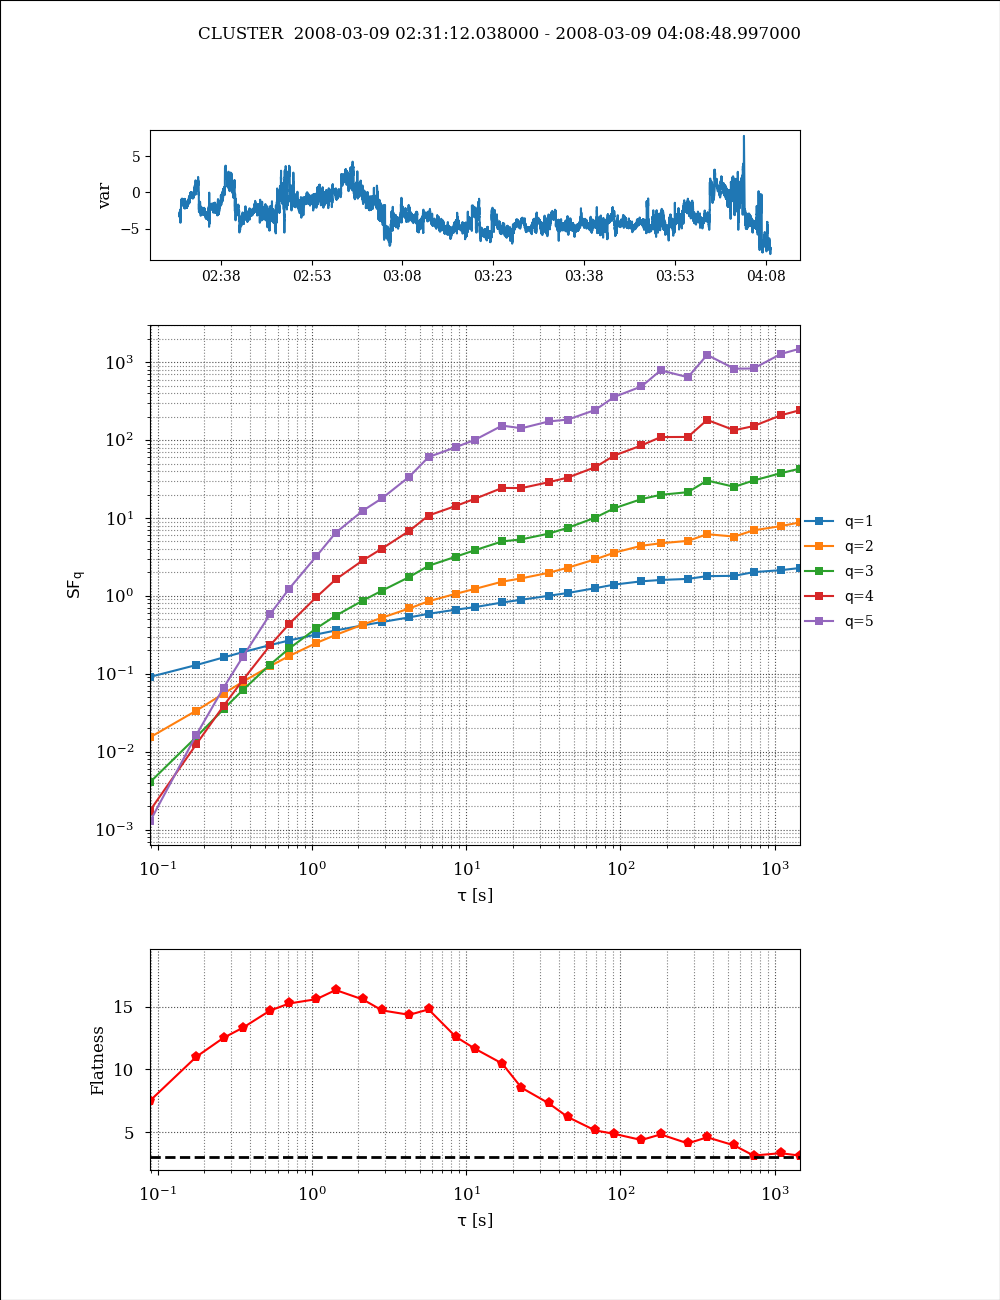 CLUSTER 2008-03-09 02:31:12.038000 - 2008-03-09 04:08:48.997000
var
5
0
−5
02:38 02:53 03:08 03:23 03:38 03:53 04:08
SF_q
10³
10²
10¹
10⁰
10⁻¹
10⁻²
10⁻³
10⁻¹ 10⁰ 10¹ 10² 10³
τ [s]
q=1
q=2
q=3
q=4
q=5
Flatness
15
10
5
10⁻¹ 10⁰ 10¹ 10² 10³
τ [s]